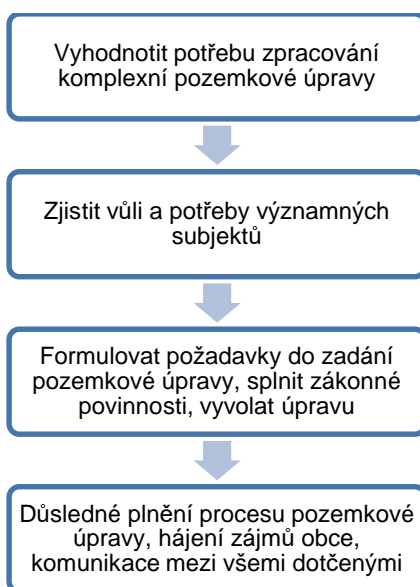 Vyhodnotit potřebu zpracování
komplexní pozemkové úpravy
Zjistit vůli a potřeby významných
subjektů
Formulovat požadavky do zadání
pozemkové úpravy, splnit zákonné
povinnosti, vyvolat úpravu
Důsledné plnění procesu pozemkové
úpravy, hájení zájmů obce,
komunikace mezi všemi dotčenými